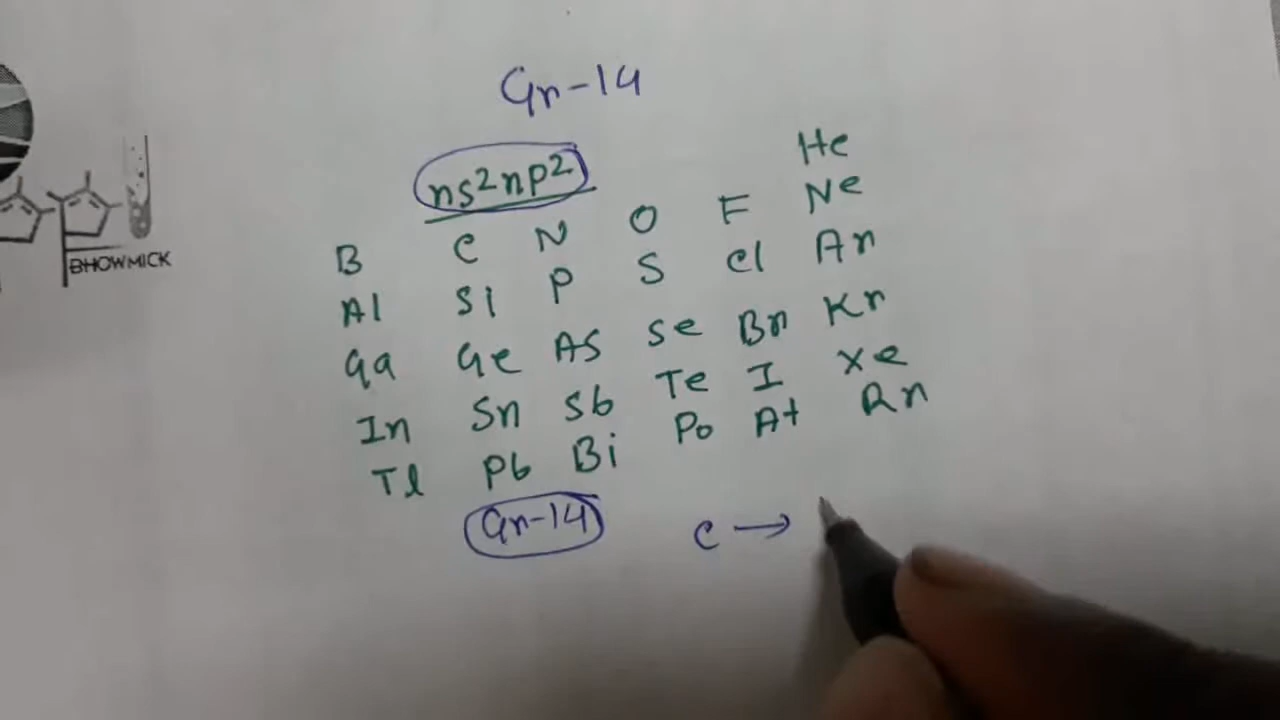 Gr-14
He
ns²np²
B C N O F Ne
Al Si P S Cl Ar
Ga Ge AS Se Br Kr
In Sn Sb Te I Xe
Tl Pb Bi Po At Rn
Gr-14
C →
BHOWMICK